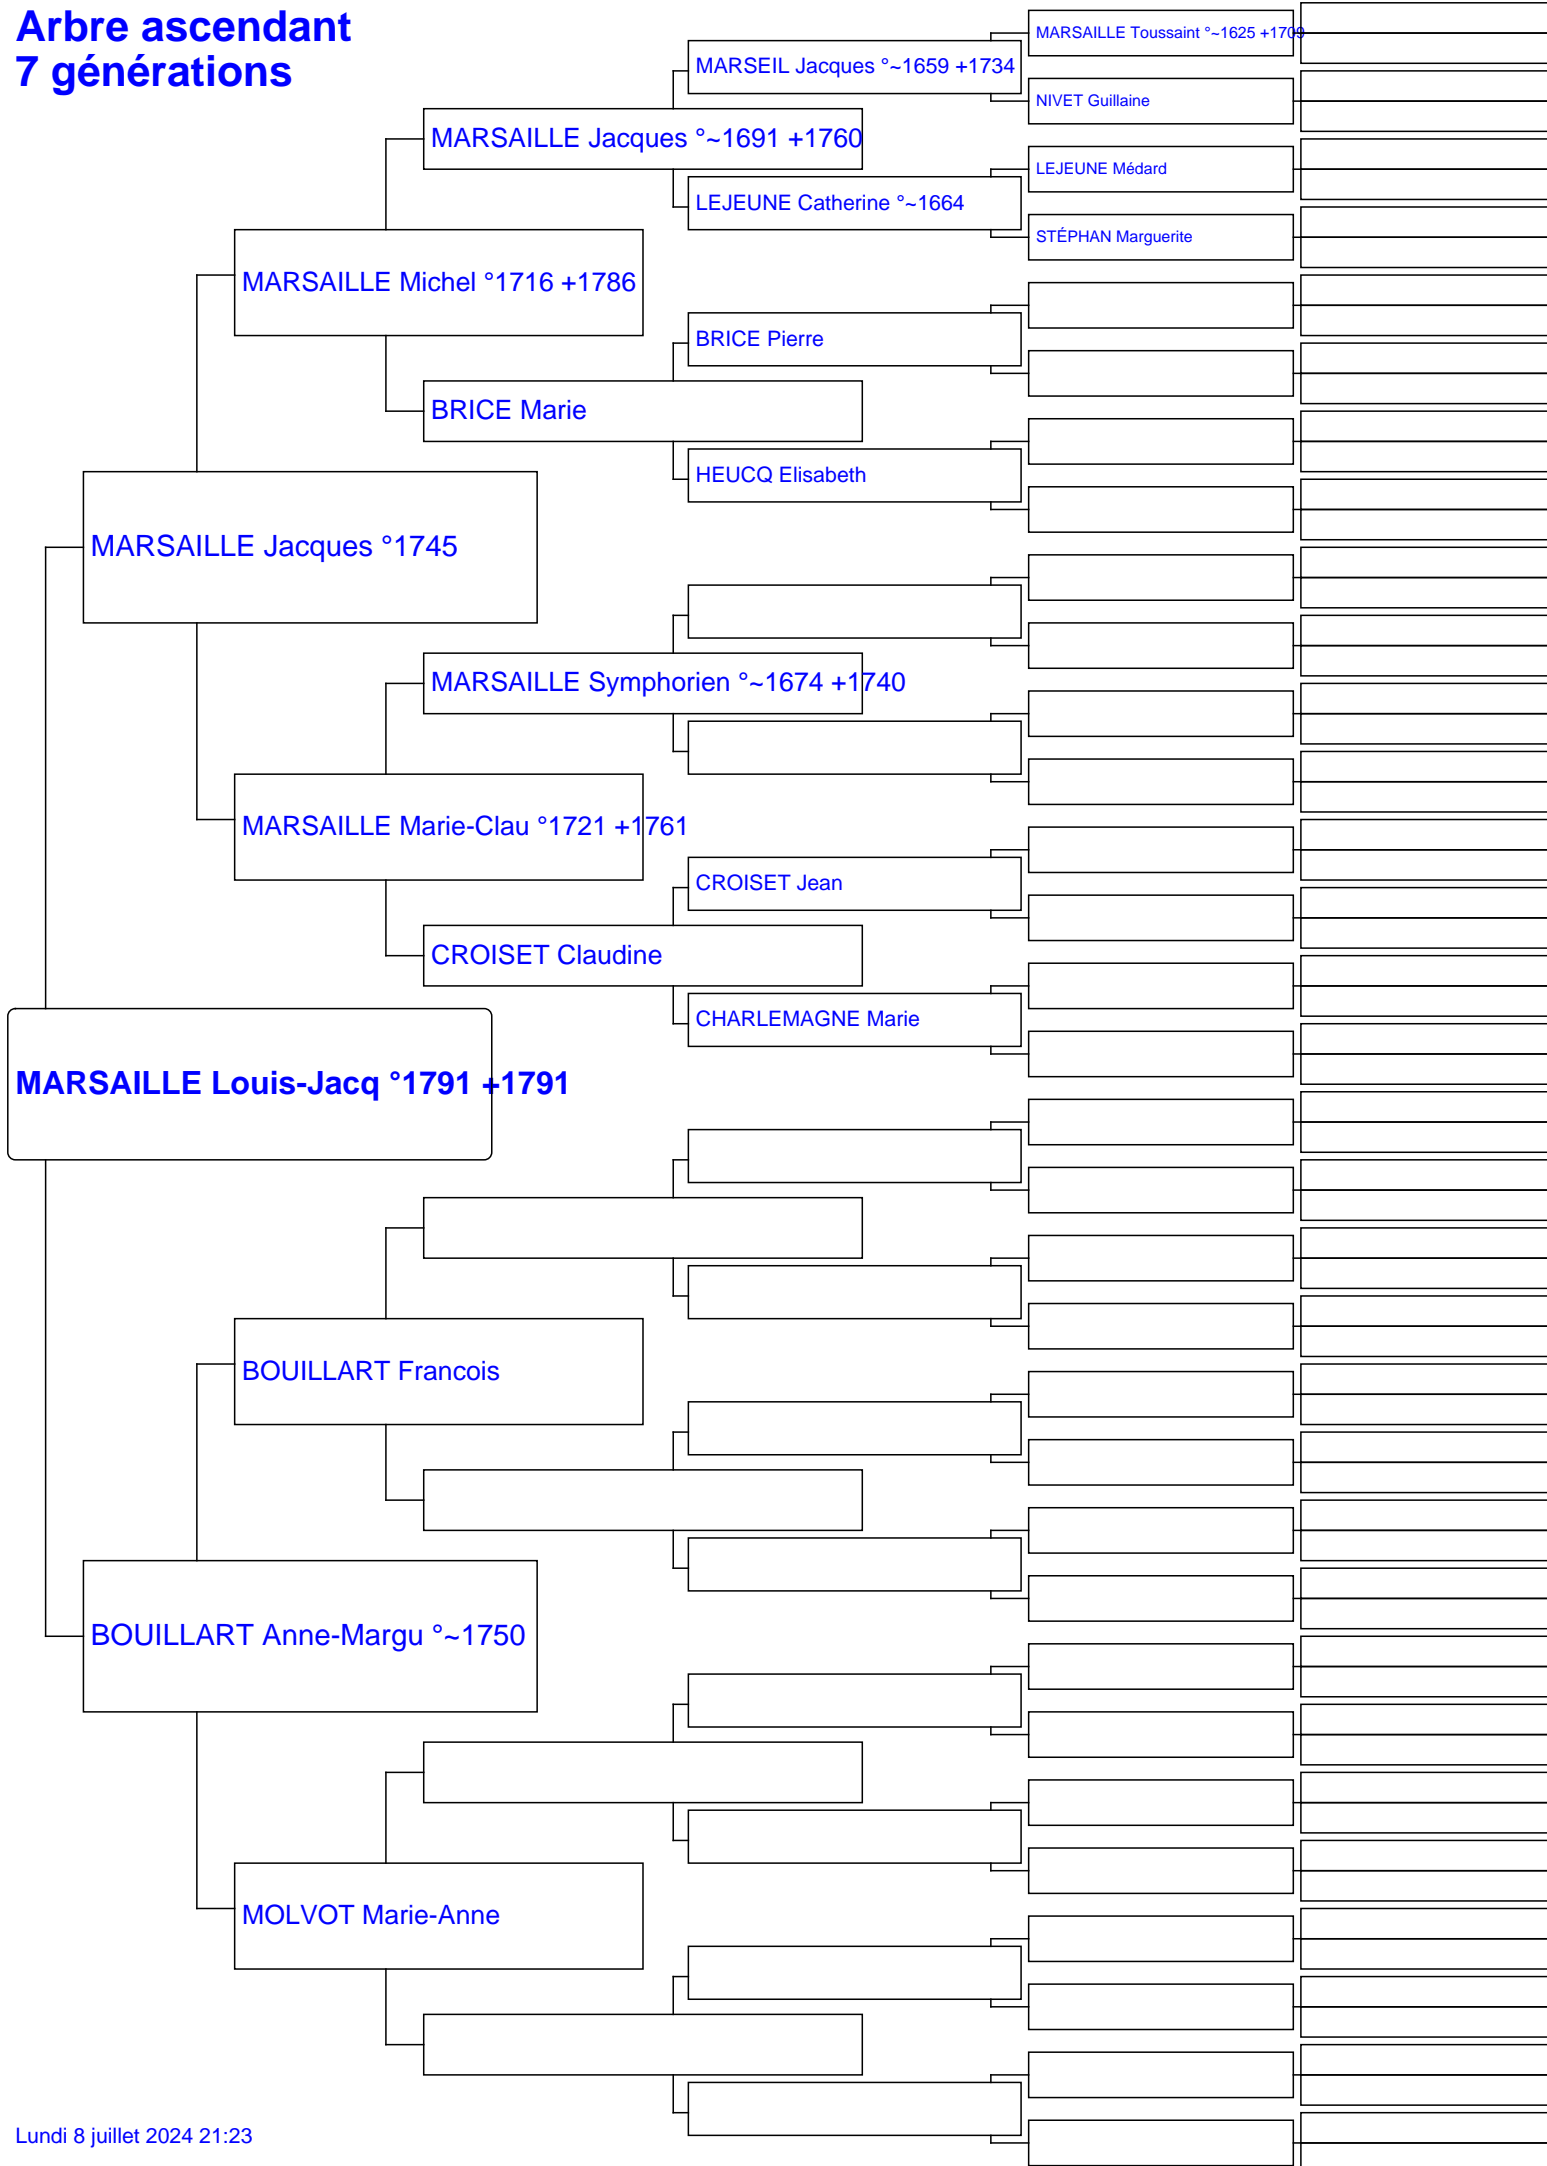 Arbre ascendant
7 générations
MARSAILLE Toussaint °~1625 +1709
MARSEIL Jacques °~1659 +1734
NIVET Guillaine
MARSAILLE Jacques °~1691 +1760
LEJEUNE Médard
LEJEUNE Catherine °~1664
STÉPHAN Marguerite
MARSAILLE Michel °1716 +1786
BRICE Pierre
BRICE Marie
HEUCQ Elisabeth
MARSAILLE Jacques °1745
MARSAILLE Symphorien °~1674 +1740
MARSAILLE Marie-Clau °1721 +1761
CROISET Jean
CROISET Claudine
CHARLEMAGNE Marie
MARSAILLE Louis-Jacq °1791 +1791
BOUILLART Francois
BOUILLART Anne-Margu °~1750
MOLVOT Marie-Anne
Lundi 8 juillet 2024 21:23